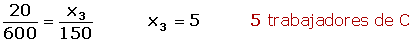 20/600 = x₃/150 x₃ = 5 5 trabajadores de C